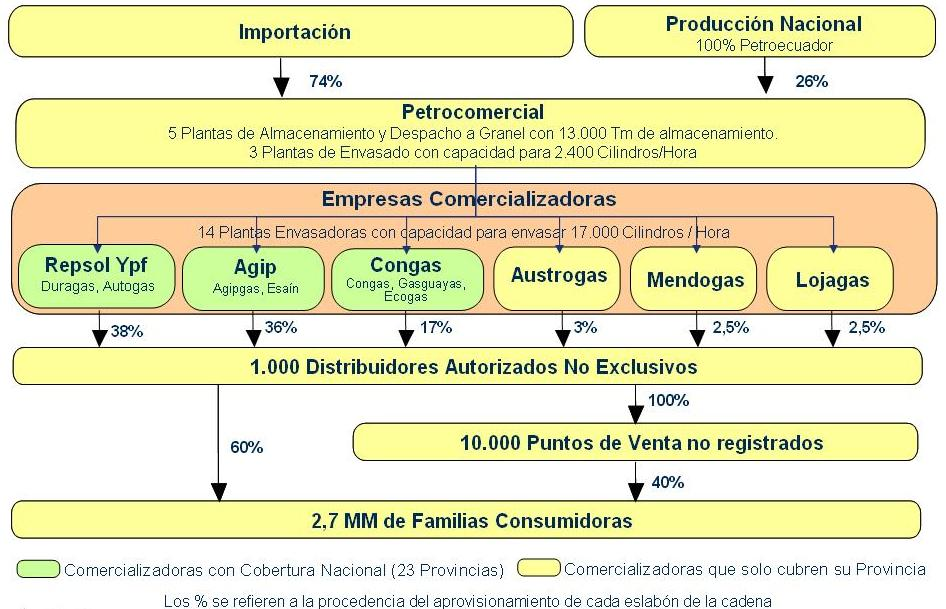 Importación
Producción Nacional
100% Petroecuador
74%
26%
Petrocomercial
5 Plantas de Almacenamiento y Despacho a Granel con 13.000 Tm de almacenamiento.
3 Plantas de Envasado con capacidad para 2.400 Cilindros/Hora
Empresas Comercializadoras
14 Plantas Envasadoras con capacidad para envasar 17.000 Cilindros / Hora
Repsol Ypf
Duragas, Autogas
Agip
Agipgas, Esaín
Congas
Congas, Gasguayas,
Ecogas
Austrogas
Mendogas
Lojagas
38%
36%
17%
3%
2,5%
2,5%
1.000 Distribuidores Autorizados No Exclusivos
100%
60%
10.000 Puntos de Venta no registrados
40%
2,7 MM de Familias Consumidoras
Comercializadoras con Cobertura Nacional (23 Provincias)
Comercializadoras que solo cubren su Provincia
Los % se refieren a la procedencia del aprovisionamiento de cada eslabón de la cadena